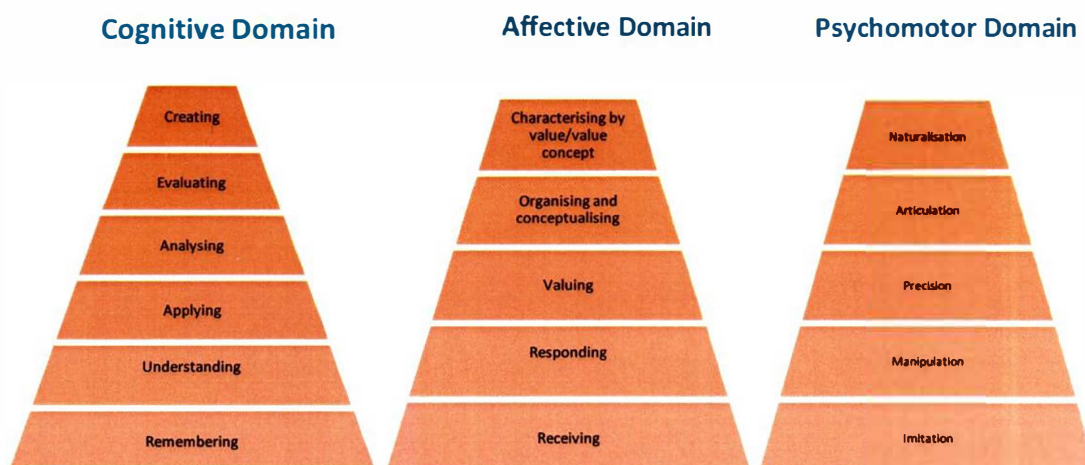 Cognitive Domain
Creating
Evaluating
Analysing
Applying
Understanding
Remembering
Affective Domain
Characterising by
value/value
concept
Organising and
conceptualising
Valuing
Responding
Receiving
Psychomotor Domain
Naturalisation
Articulation
Precision
Manipulation
Imitation